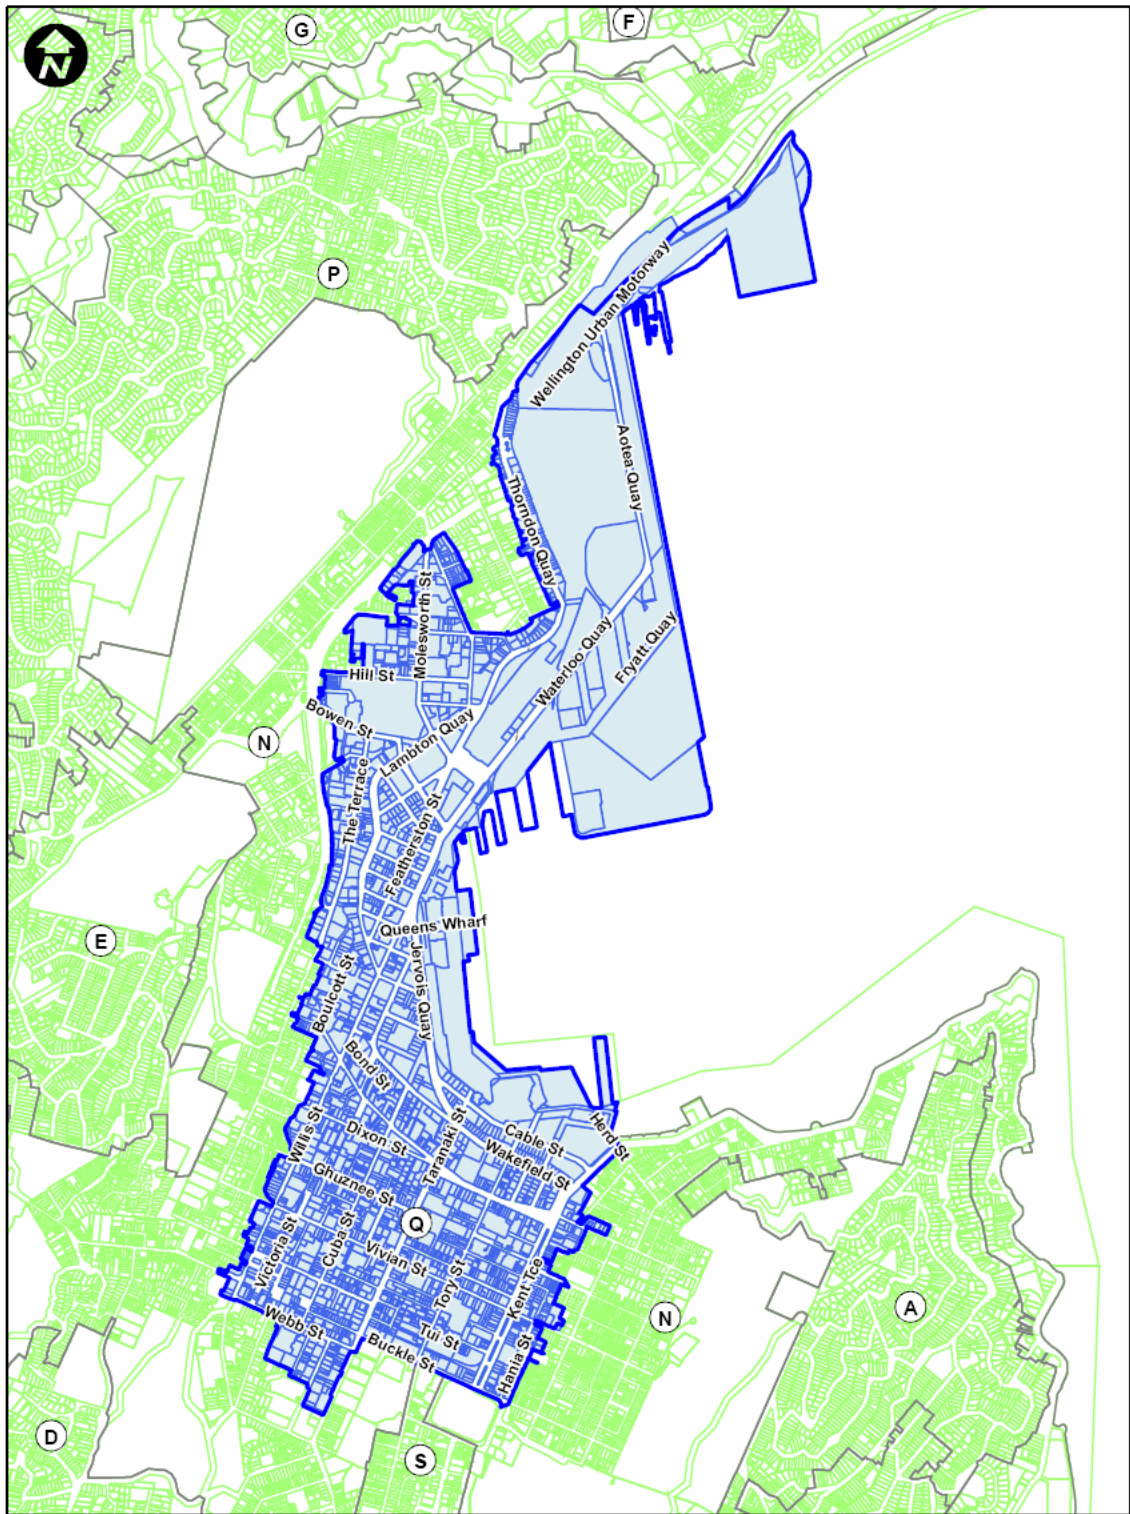 G
F
N
P
Wellington Urban Motorway
Aotea Quay
Thorndon Quay
Molesworth St
Waterloo Quay
Fryatt Quay
Hill St
Bowen St
Lambton Quay
N
The Terrace
Featherston St
Queens Wharf
E
Jervois Quay
Boulcott St
Bond St
Willis St
Dixon St
Taranaki St
Cable St
Herd St
Wakefield St
Ghuznee St
Q
Victoria St
Cuba St
Vivian St
Tory St
Kent Tce
N
A
Webb St
Tui St
Buckle St
Hania St
D
S